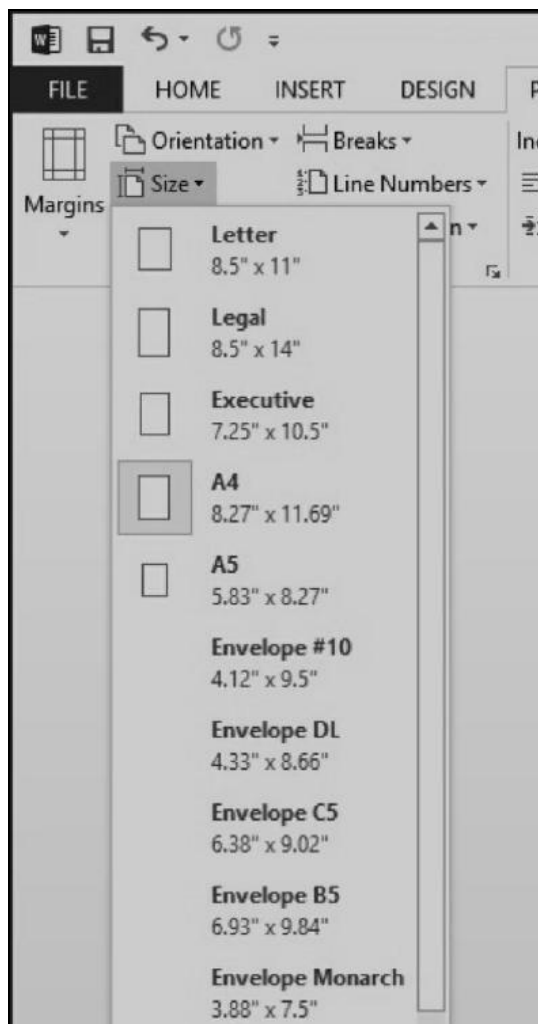 FILE HOME INSERT DESIGN P
Orientation Breaks In
Size Line Numbers
Margins
n
Letter
8.5" x 11"
Legal
8.5" x 14"
Executive
7.25" x 10.5"
A4
8.27" x 11.69"
A5
5.83" x 8.27"
Envelope #10
4.12" x 9.5"
Envelope DL
4.33" x 8.66"
Envelope C5
6.38" x 9.02"
Envelope B5
6.93" x 9.84"
Envelope Monarch
3.88" x 7.5"